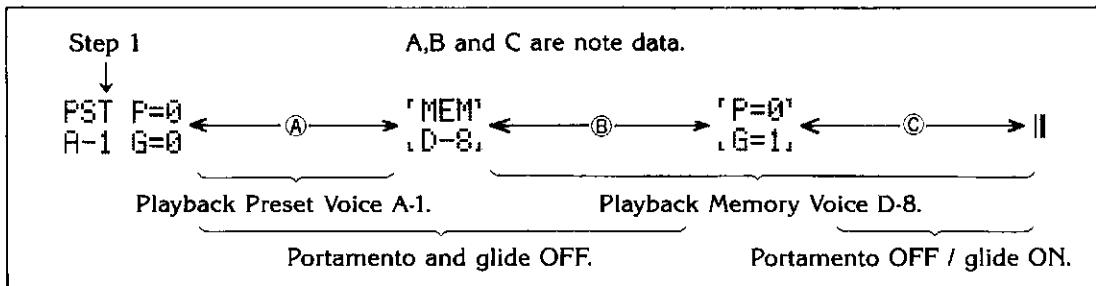 Step 1 A,B and C are note data.
PST P=0 Ⓐ ｢MEM｣ Ⓑ ｢P=0｣ Ⓒ
A-1 G=0 D-8 G=1
Playback Preset Voice A-1. Playback Memory Voice D-8.
Portamento and glide OFF. Portamento OFF / glide ON.